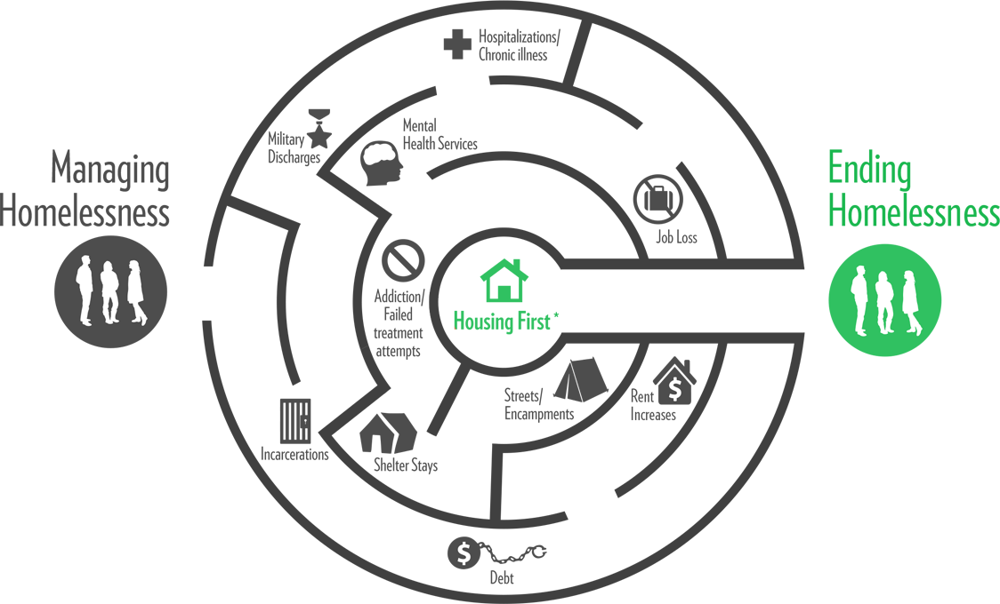 Managing
Homelessness
Hospitalizations/
Chronic illness
Military
Discharges
Mental
Health Services
Job Loss
Addiction/
Failed
treatment
attempts
Housing First *
Streets/
Encampments
$
Rent
Increases
Incarcerations
Shelter Stays
$
Debt
Ending
Homelessness